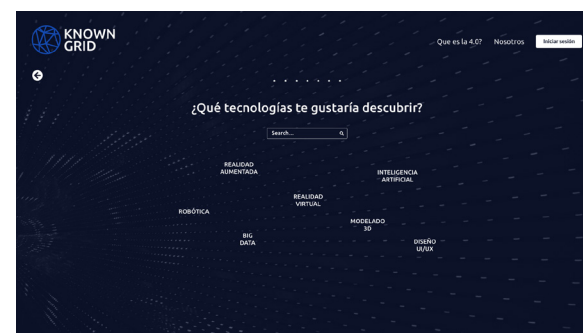 KNOWN
GRID
Que es la 4.0? Nosotros Iniciar sesión
¿Qué tecnologías te gustaría descubrir?
Search...
REALIDAD
AUMENTADA
INTELIGENCIA
ARTIFICIAL
REALIDAD
VIRTUAL
ROBÓTICA
MODELADO
3D
BIG
DATA
DISEÑO
UI/UX